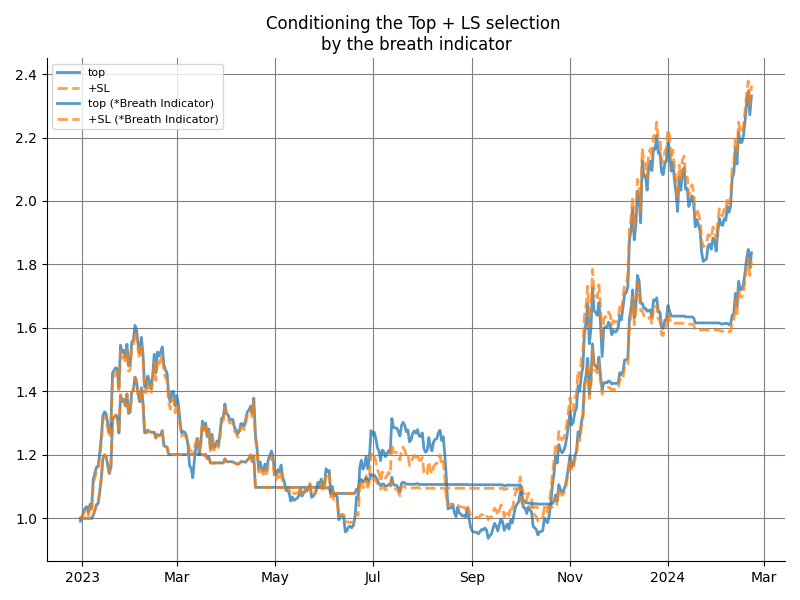 Conditioning the Top + LS selection
by the breath indicator
top
+SL
top (*Breath Indicator)
+SL (*Breath Indicator)
2.4
2.2
2.0
1.8
1.6
1.4
1.2
1.0
2023 Mar May Jul Sep Nov 2024 Mar